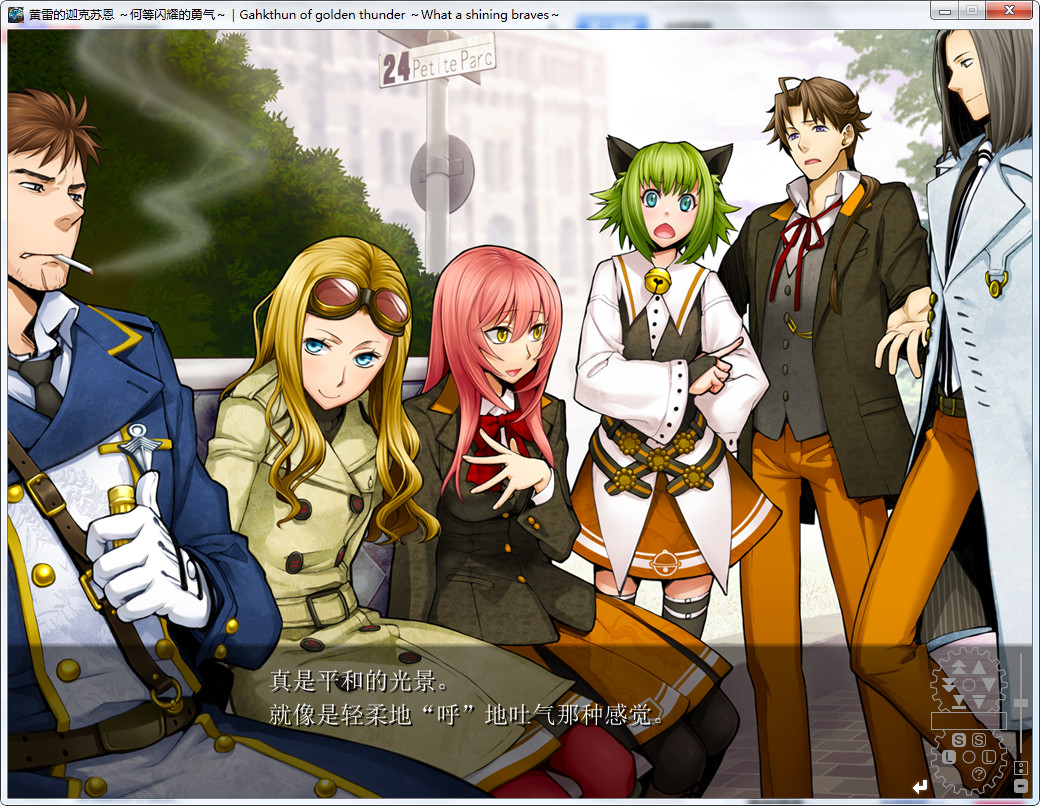 黄雷的迦克苏恩 ～何等闪耀的勇气～ | Gahkthun of golden thunder ～What a shining braves～
24 Petite Parc
真是平和的光景。
就像是轻柔地“呼”地吐气那种感觉。
S S
L L
?